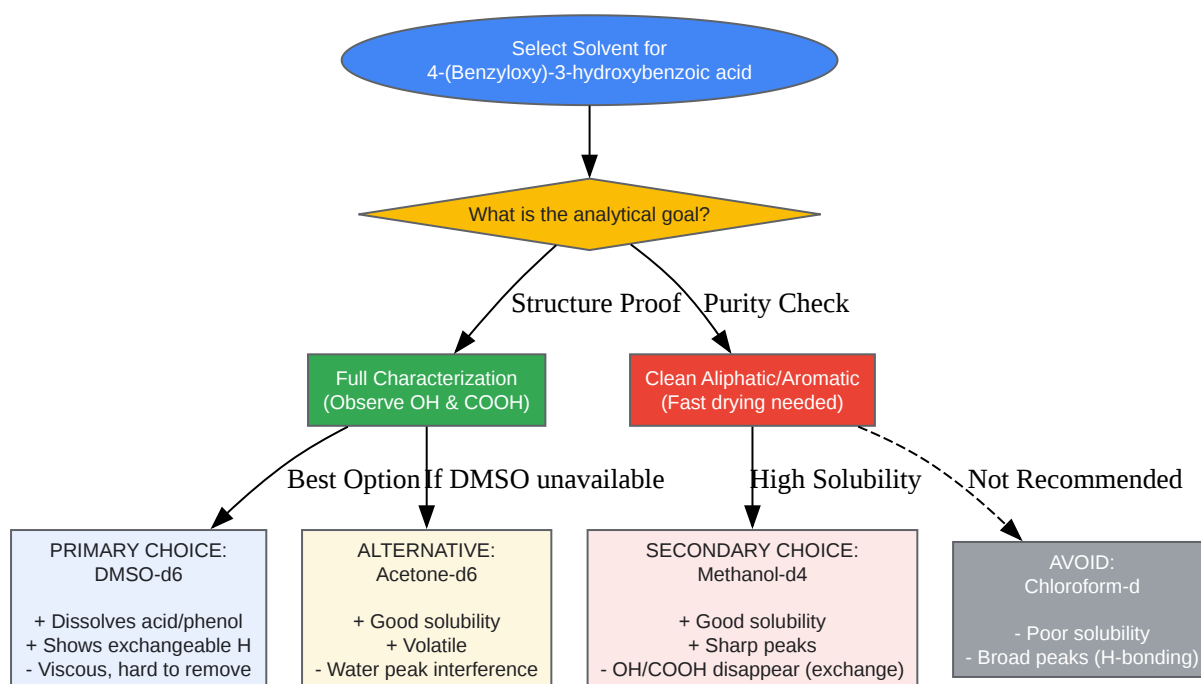 Select Solvent for
4-(Benzyloxy)-3-hydroxybenzoic acid
What is the analytical goal?
Structure Proof
Purity Check
Full Characterization
(Observe OH & COOH)
Clean Aliphatic/Aromatic
(Fast drying needed)
Best Option
If DMSO unavailable
High Solubility
Not Recommended
PRIMARY CHOICE:
DMSO-d6
+ Dissolves acid/phenol
+ Shows exchangeable H
- Viscous, hard to remove
ALTERNATIVE:
Acetone-d6
+ Good solubility
+ Volatile
- Water peak interference
SECONDARY CHOICE:
Methanol-d4
+ Good solubility
+ Sharp peaks
- OH/COOH disappear (exchange)
AVOID:
Chloroform-d
- Poor solubility
- Broad peaks (H-bonding)